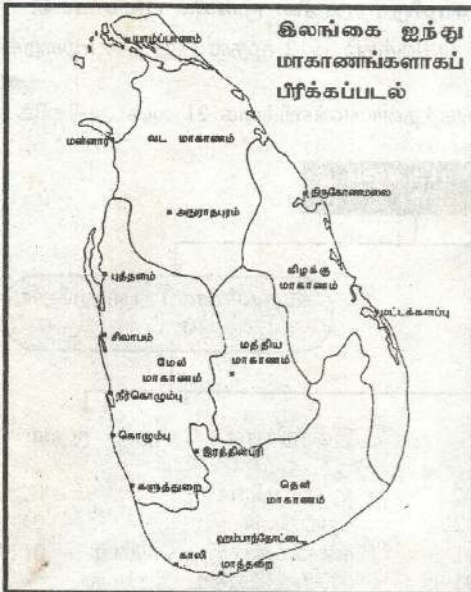 இலங்கை ஐந்து
மாகாணங்களாகப்
பிரிக்கப்படல்
யாழ்ப்பாணம்
மன்னார்
வட மாகாணம்
திருகோணமலை
அநுராதபுரம்
கிழக்கு
மாகாணம்
புத்தளம்
மட்டக்களப்பு
சிலாபம்
மத்திய
மாகாணம்
மேல்
மாகாணம்
நீர்கொழும்பு
கொழும்பு
இரத்தினபுரி
களுத்துறை
தென்
மாகாணம்
ஹம்பாந்தோட்டை
காலி
மாத்தறை